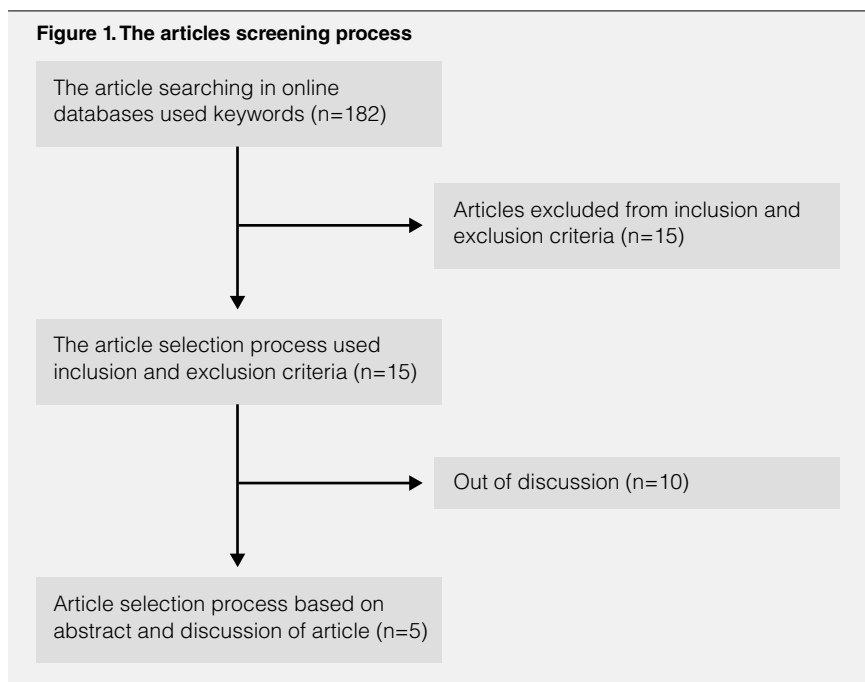 Figure 1. The articles screening process
The article searching in online
databases used keywords (n=182)
Articles excluded from inclusion and
exclusion criteria (n=15)
The article selection process used
inclusion and exclusion criteria (n=15)
Out of discussion (n=10)
Article selection process based on
abstract and discussion of article (n=5)